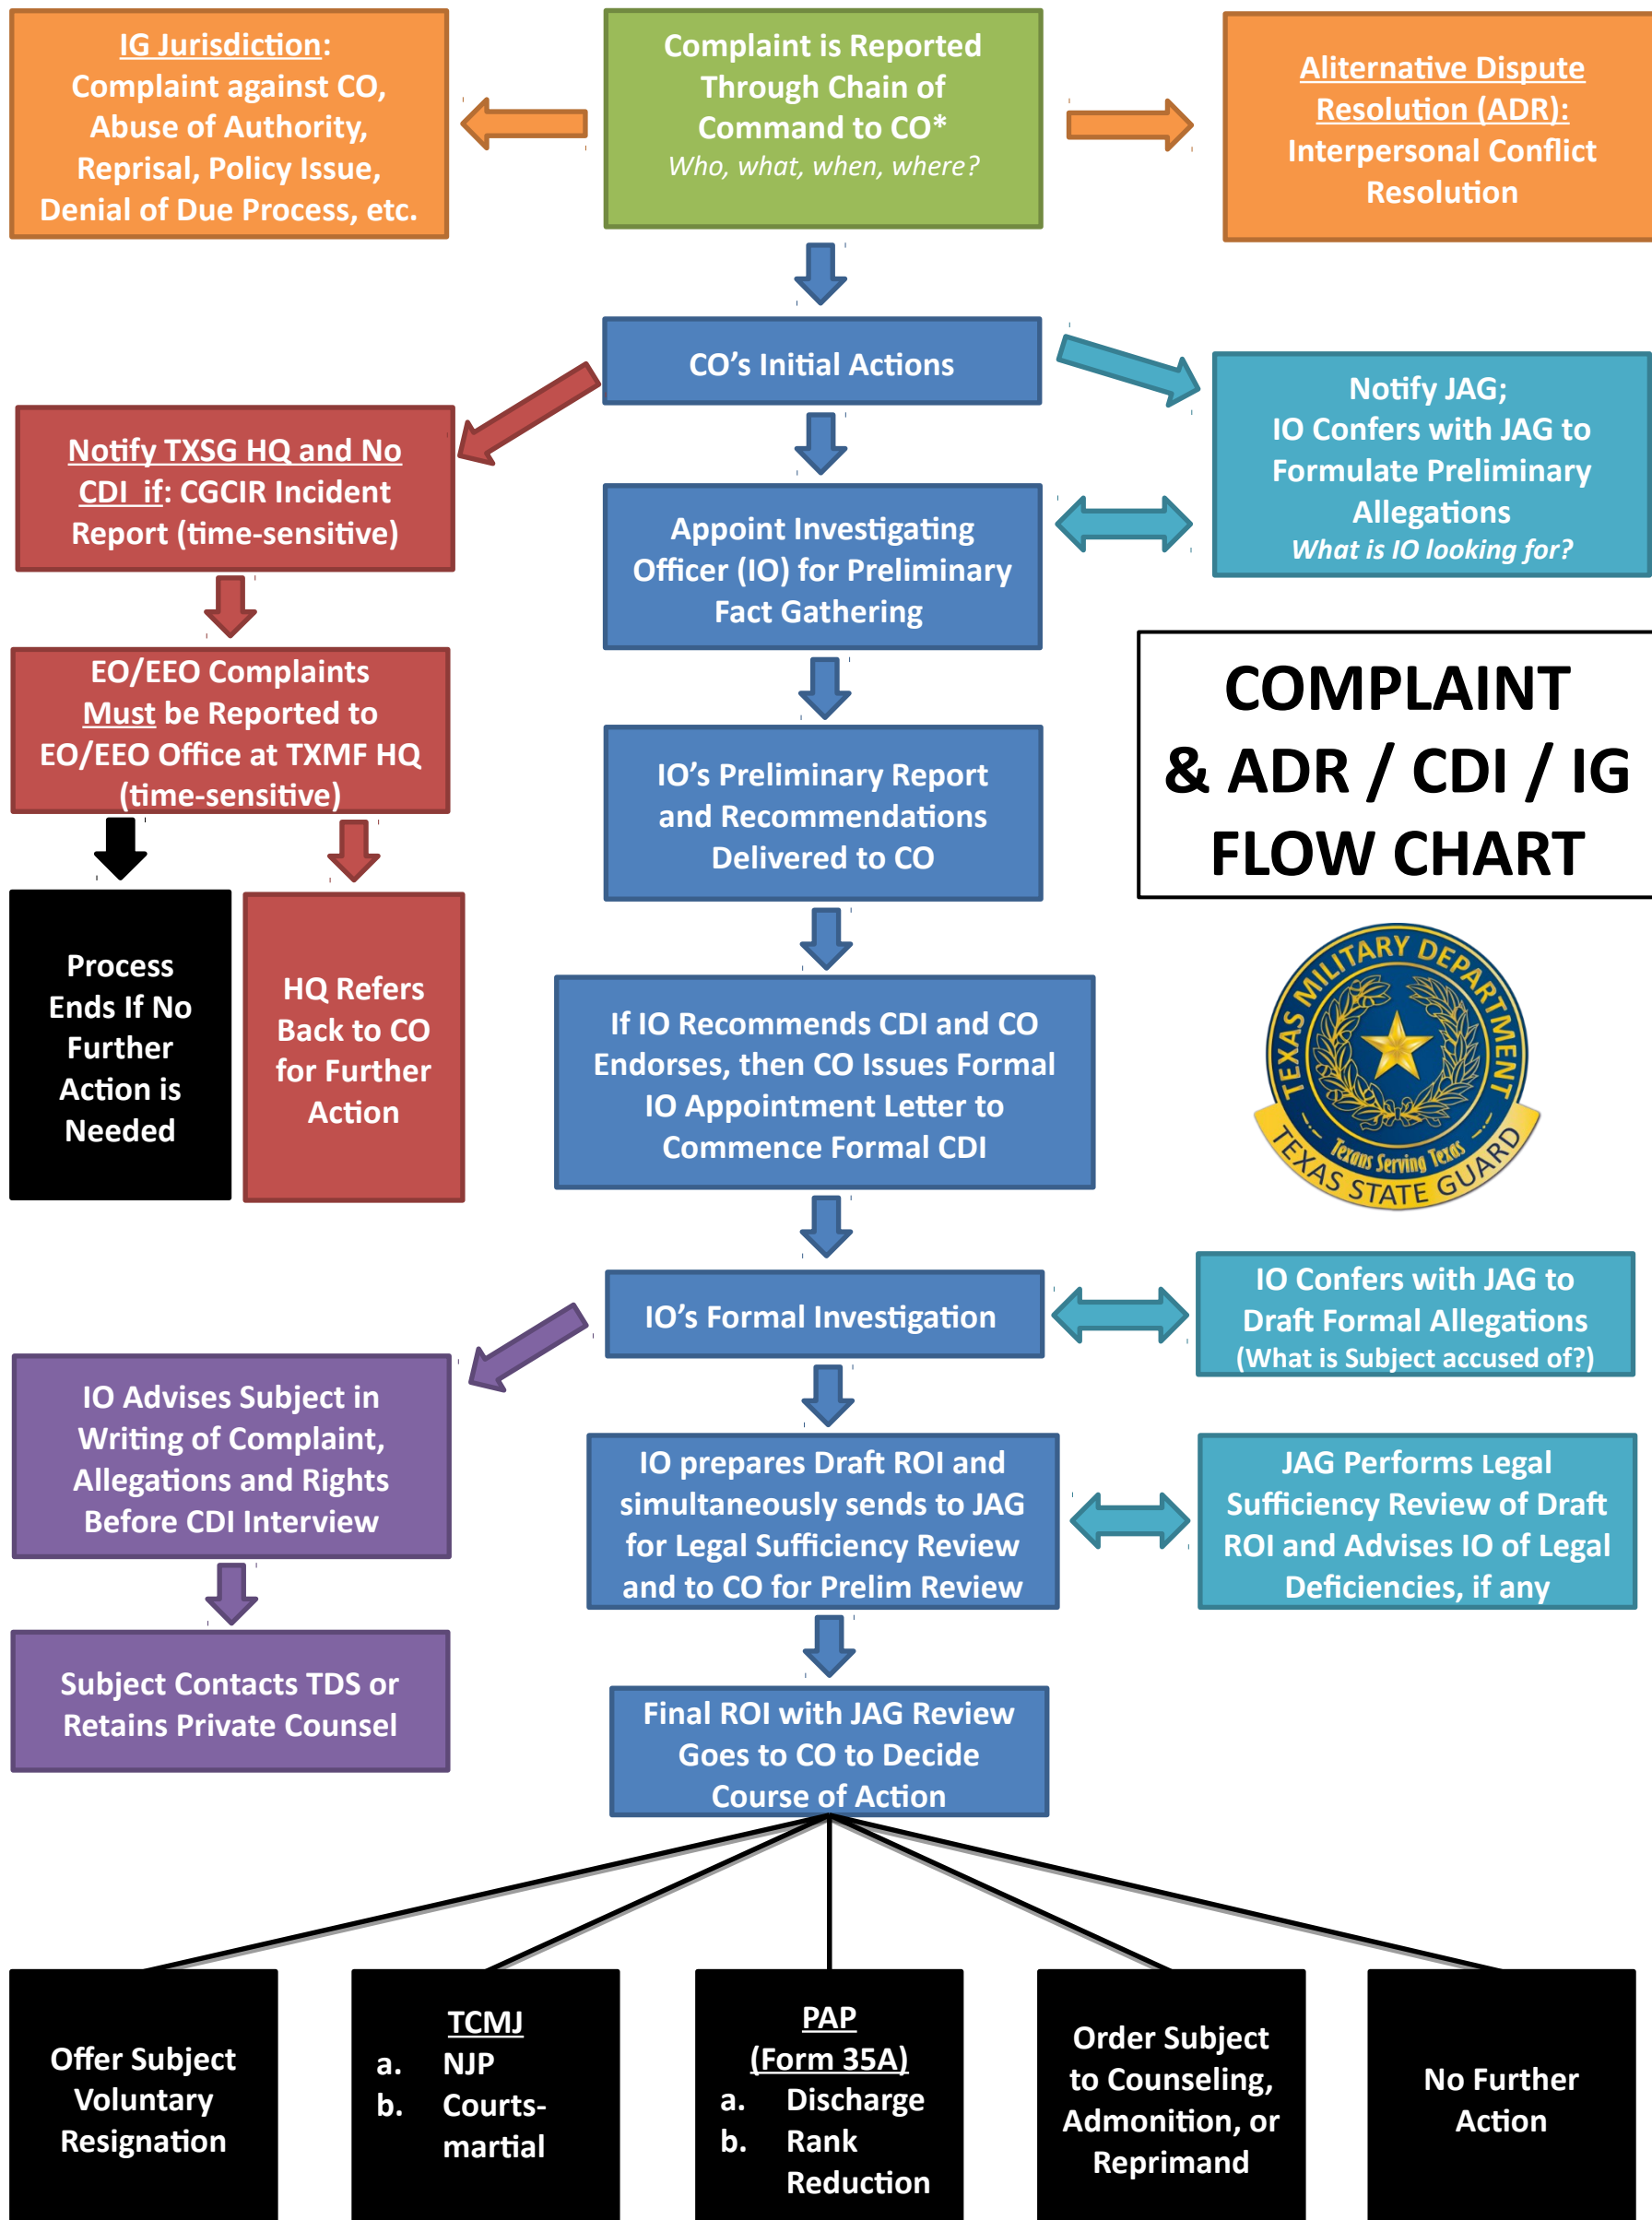 IG Jurisdiction:
Complaint against CO,
Abuse of Authority,
Reprisal, Policy Issue,
Denial of Due Process, etc.
Complaint is Reported
Through Chain of
Command to CO*
Who, what, when, where?
Aliternative Dispute
Resolution (ADR):
Interpersonal Conflict
Resolution
CO’s Initial Actions
Notify JAG;
IO Confers with JAG to
Formulate Preliminary
Allegations
What is IO looking for?
Notify TXSG HQ and No
CDI if: CGCIR Incident
Report (time-sensitive)
Appoint Investigating
Officer (IO) for Preliminary
Fact Gathering
EO/EEO Complaints
Must be Reported to
EO/EEO Office at TXMF HQ
(time-sensitive)
COMPLAINT
& ADR / CDI / IG
FLOW CHART
IO’s Preliminary Report
and Recommendations
Delivered to CO
Process
Ends If No
Further
Action is
Needed
HQ Refers
Back to CO
for Further
Action
If IO Recommends CDI and CO
Endorses, then CO Issues Formal
IO Appointment Letter to
Commence Formal CDI
TEXAS MILITARY DEPARTMENT
Texans Serving Texas
TEXAS STATE GUARD
IO’s Formal Investigation
IO Confers with JAG to
Draft Formal Allegations
(What is Subject accused of?)
IO Advises Subject in
Writing of Complaint,
Allegations and Rights
Before CDI Interview
IO prepares Draft ROI and
simultaneously sends to JAG
for Legal Sufficiency Review
and to CO for Prelim Review
JAG Performs Legal
Sufficiency Review of Draft
ROI and Advises IO of Legal
Deficiencies, if any
Subject Contacts TDS or
Retains Private Counsel
Final ROI with JAG Review
Goes to CO to Decide
Course of Action
Offer Subject
Voluntary
Resignation
TCMJ
a. NJP
b. Courts-
martial
PAP
(Form 35A)
a. Discharge
b. Rank
Reduction
Order Subject
to Counseling,
Admonition, or
Reprimand
No Further
Action